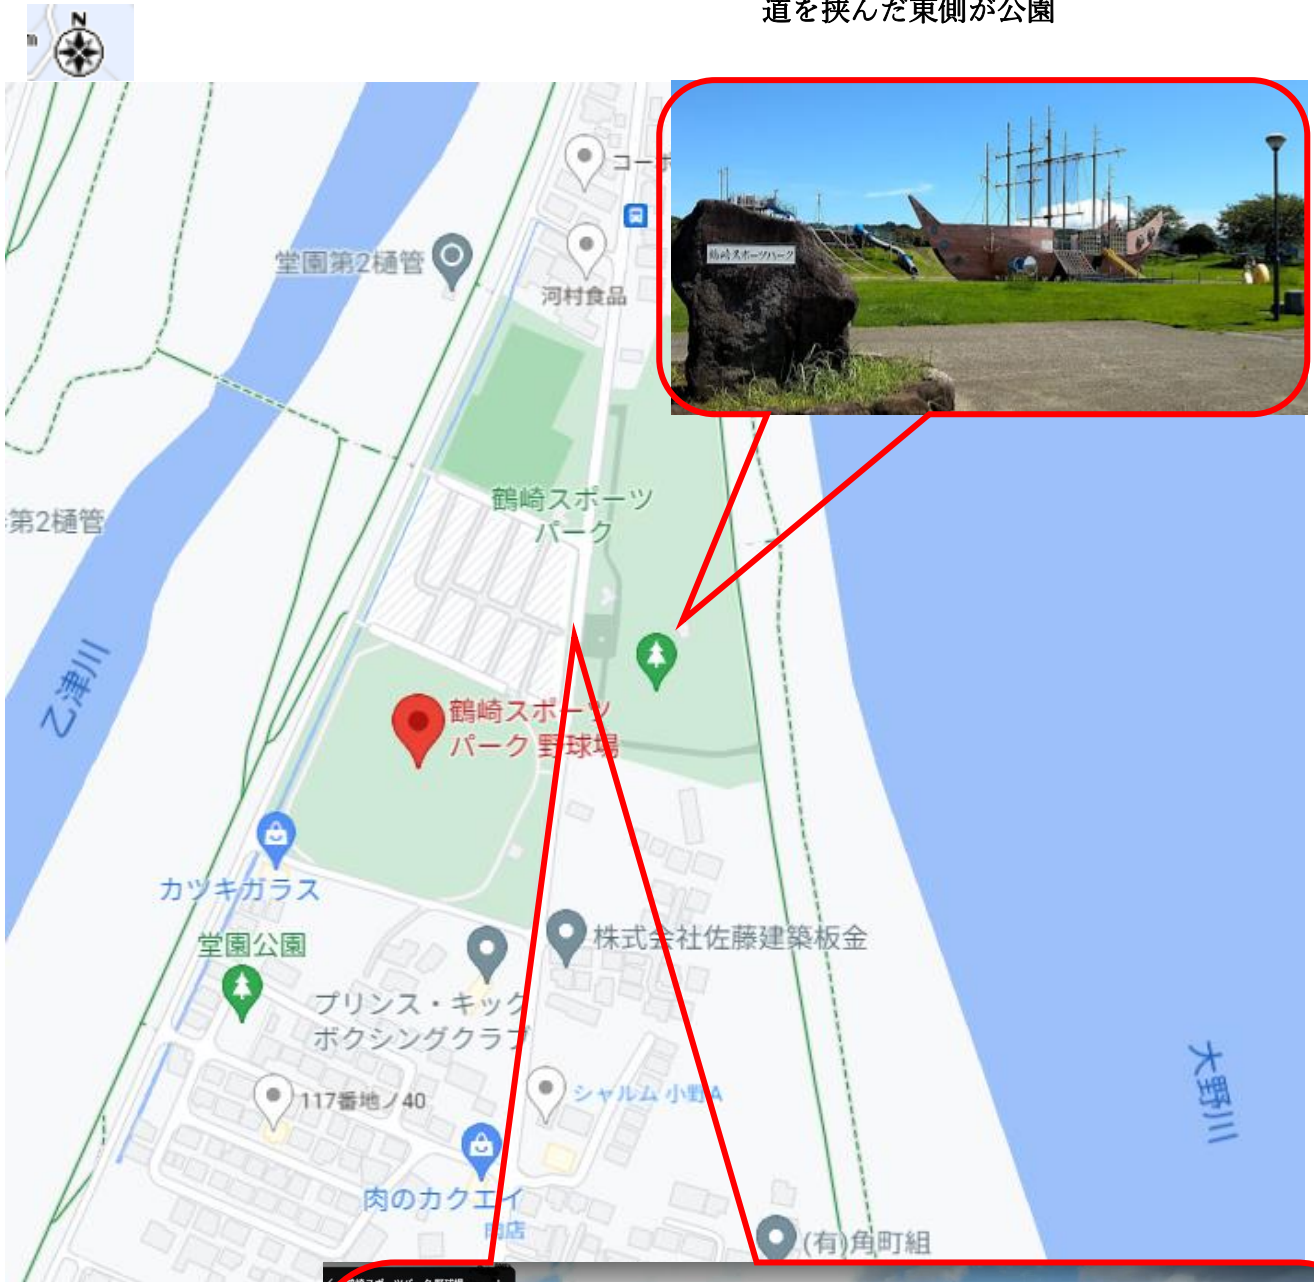 道を挟んだ東側が公園
N
m
コーポ
鶴崎スポーツパーク
堂園第2樋管
河村食品
鶴崎スポーツ
パーク
第2樋管
乙津川
鶴崎スポーツ
パーク 野球場
カツキガラス
株式会社佐藤建築板金
堂園公園
プリンス・キック
ボクシングクラブ
大野川
117番地ノ40
シャルム 小野A
肉のカクエイ
肉店
(有)角町組